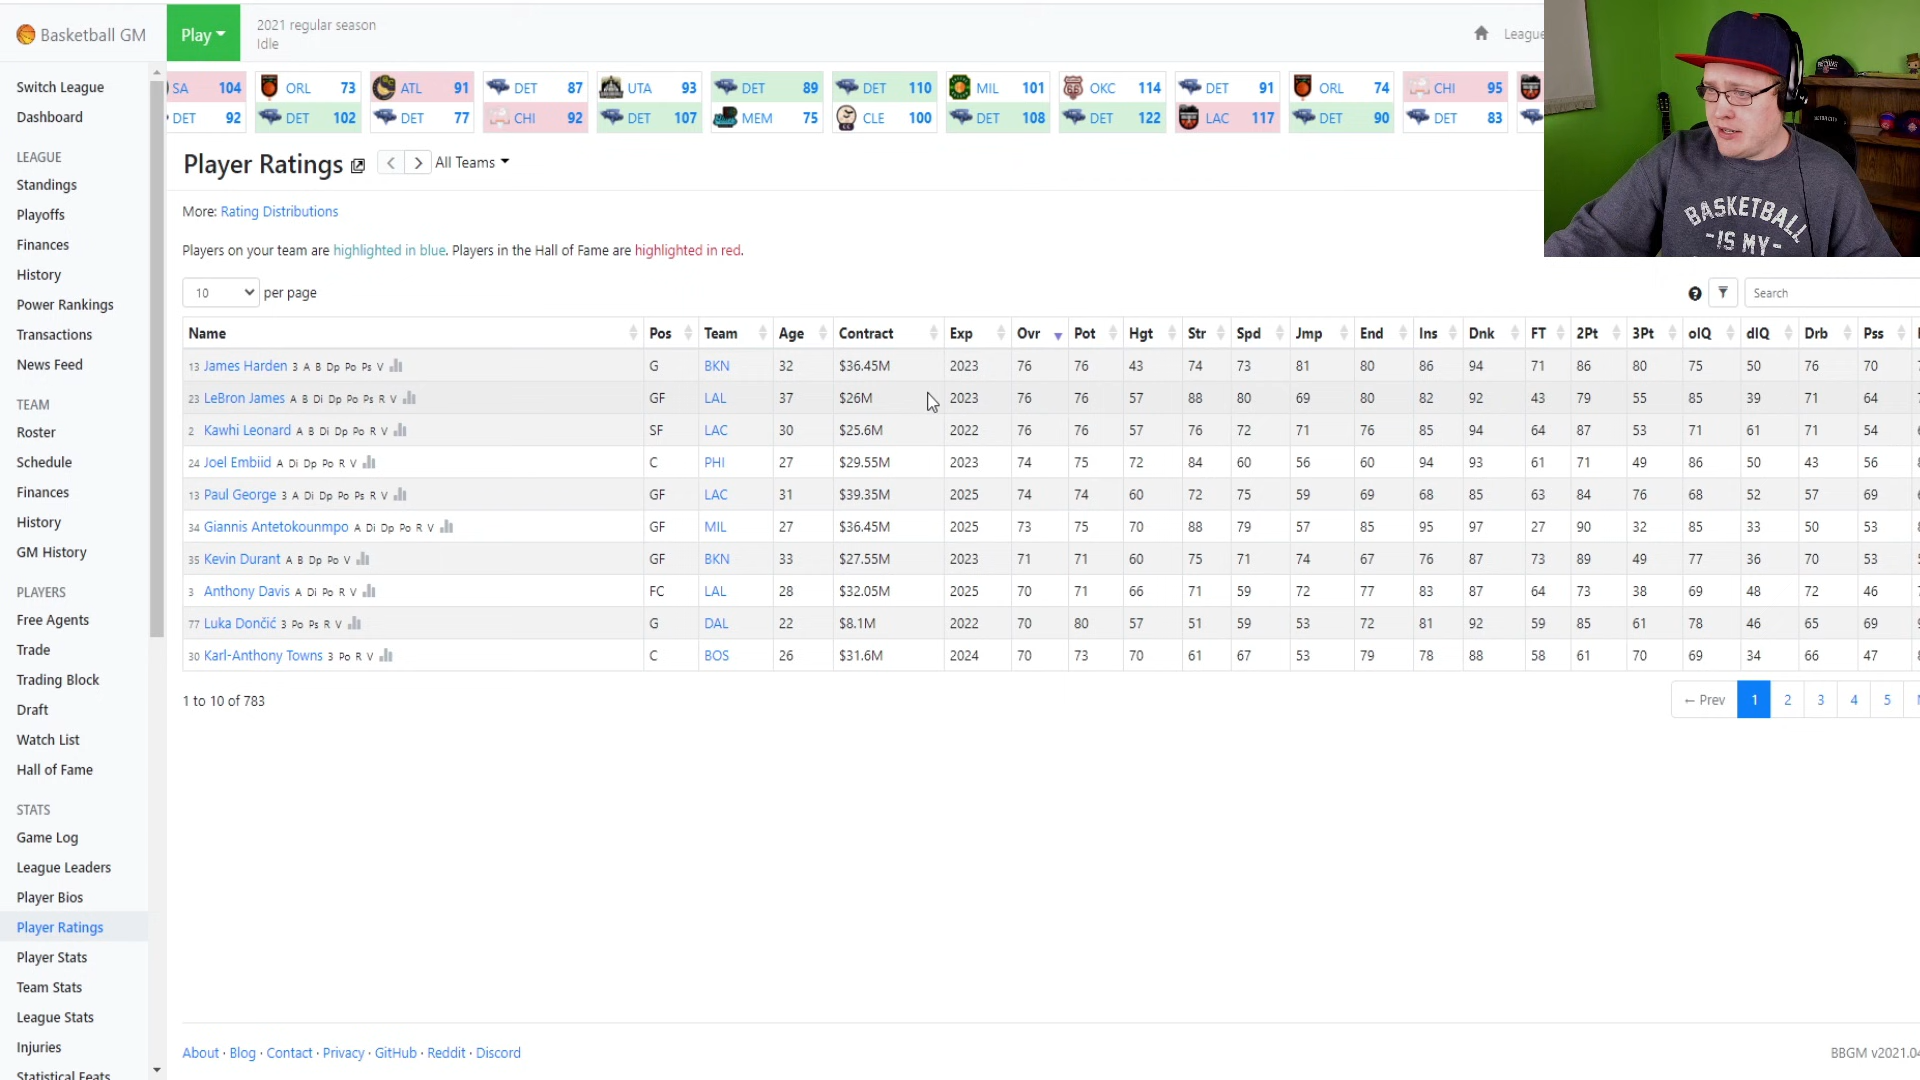 Basketball GM
Play
2021 regular season
Idle
League
SA 104 ORL 73 ATL 91 DET 87 UTA 93 DET 89 DET 110 MIL 101 OKC 114 DET 91 ORL 74 CHI 95
DET 92 DET 102 DET 77 CHI 92 DET 107 MEM 75 CLE 100 DET 108 DET 122 LAC 117 DET 90 DET 83
BASKETBALL
-IS MY-
Switch League
Dashboard
LEAGUE
Standings
Playoffs
Finances
History
Power Rankings
Transactions
News Feed
TEAM
Roster
Schedule
Finances
History
GM History
PLAYERS
Free Agents
Trade
Trading Block
Draft
Watch List
Hall of Fame
STATS
Game Log
League Leaders
Player Bios
Player Ratings
Player Stats
Team Stats
League Stats
Injuries
Statistical Feats
Player Ratings All Teams
More: Rating Distributions
Players on your team are highlighted in blue. Players in the Hall of Fame are highlighted in red.
10 per page
Search
Name Pos Team Age Contract Exp Ovr Pot Hgt Str Spd Jmp End Ins Dnk FT 2Pt 3Pt oIQ dIQ Drb Pss
13 James Harden 3 A B Dp Po Ps V G BKN 32 $36.45M 2023 76 76 43 74 73 81 80 86 94 71 86 80 75 50 76 70
23 LeBron James A B Di Dp Po Ps R V GF LAL 37 $26M 2023 76 76 57 88 80 69 80 82 92 43 79 55 85 39 71 64
2 Kawhi Leonard A B Di Dp Po R V SF LAC 30 $25.6M 2022 76 76 57 76 72 71 76 85 94 64 87 53 71 61 71 54
24 Joel Embiid A Di Dp Po R V C PHI 27 $29.55M 2023 74 75 72 84 60 56 60 94 93 61 71 49 86 50 43 56
13 Paul George 3 A Di Dp Po Ps R V GF LAC 31 $39.35M 2025 74 74 60 72 75 59 69 68 85 63 84 76 68 52 57 69
34 Giannis Antetokounmpo A Di Dp Po R V GF MIL 27 $36.45M 2025 73 75 70 88 79 57 85 95 97 27 90 32 85 33 50 53
35 Kevin Durant A B Dp Po V GF BKN 33 $27.55M 2023 71 71 60 75 71 74 67 76 87 73 89 49 77 36 70 53
3 Anthony Davis A Di Po R V FC LAL 28 $32.05M 2025 70 71 66 71 59 72 77 83 87 64 73 38 69 48 72 46
77 Luka Dončić 3 Po Ps R V G DAL 22 $8.1M 2022 70 80 57 51 59 53 72 81 92 59 85 61 78 46 65 69
30 Karl-Anthony Towns 3 Po R V C BOS 26 $31.6M 2024 70 73 70 61 67 53 79 78 88 58 61 70 69 34 66 47
1 to 10 of 783
← Prev 1 2 3 4 5
About · Blog · Contact · Privacy · GitHub · Reddit · Discord
BBGM v2021.04